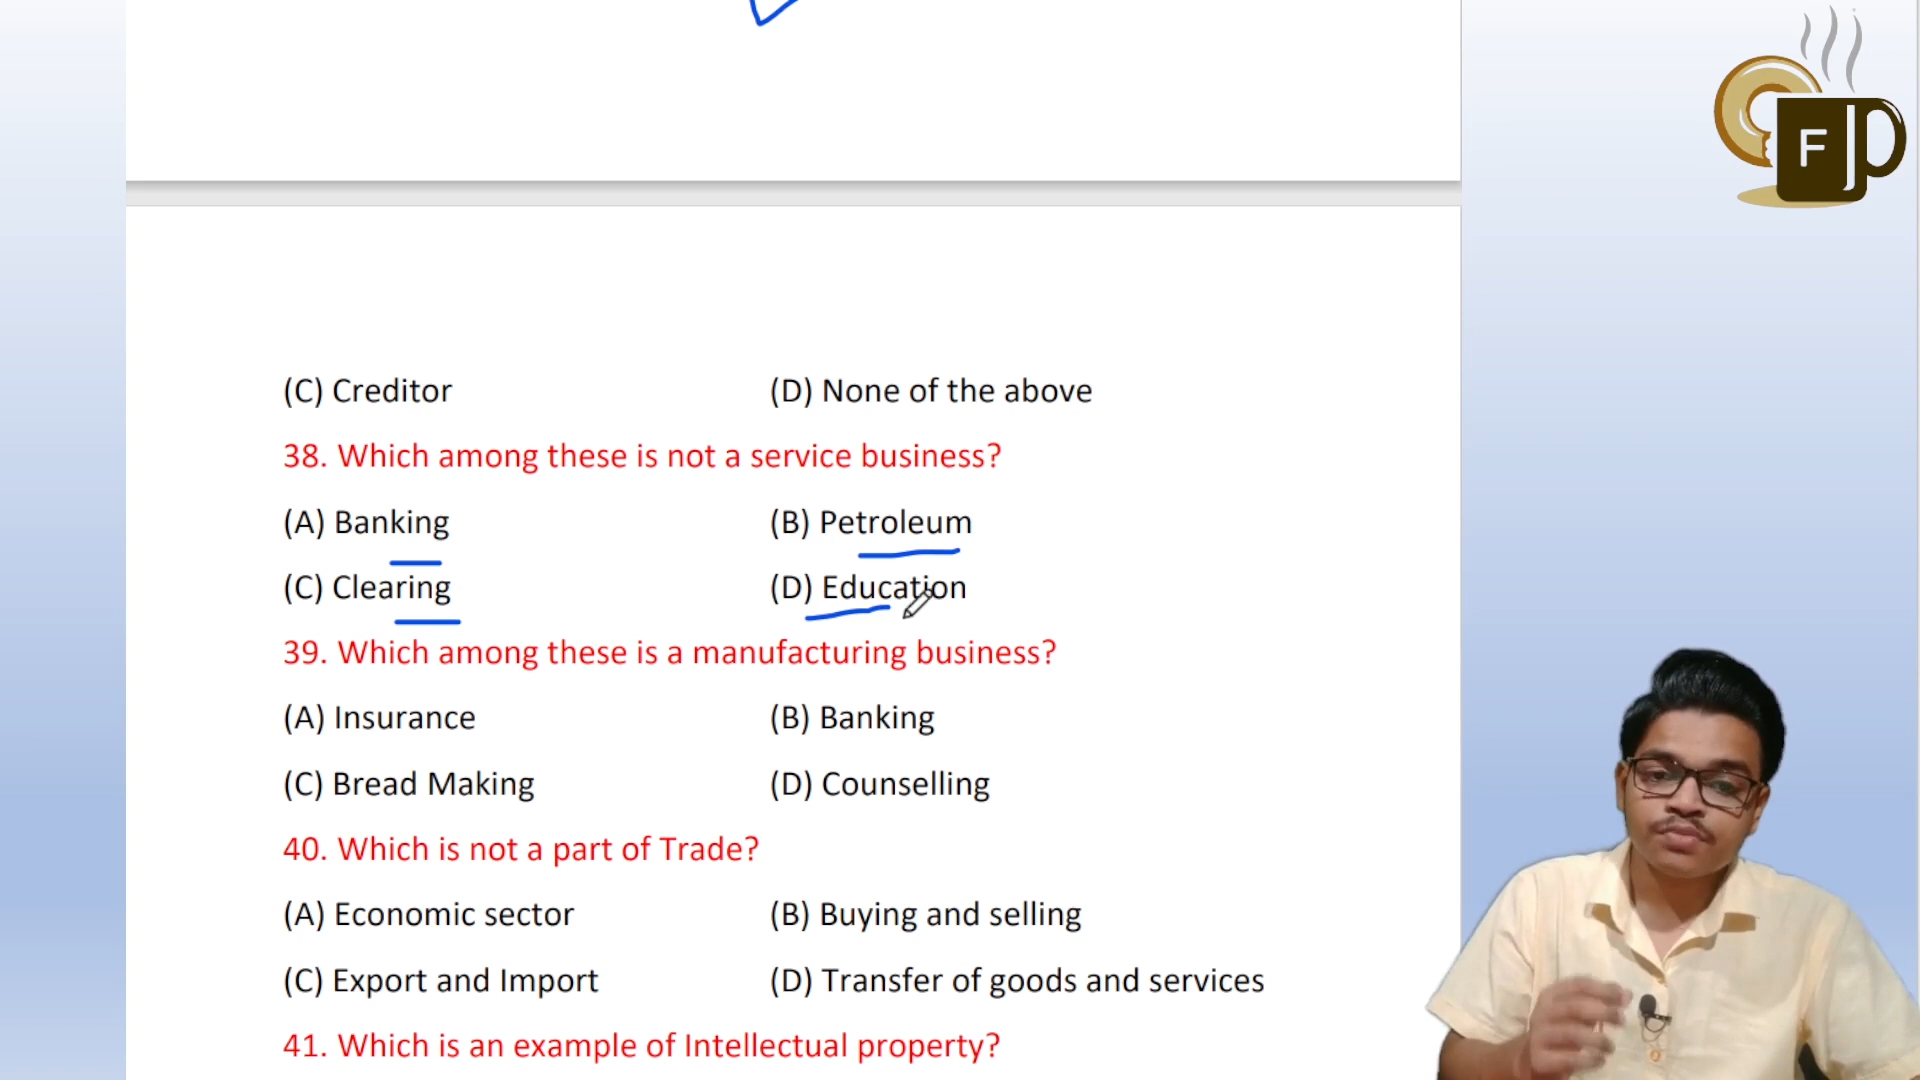 F
(C) Creditor (D) None of the above
38. Which among these is not a service business?
(A) Banking (B) Petroleum
(C) Clearing (D) Education
39. Which among these is a manufacturing business?
(A) Insurance (B) Banking
(C) Bread Making (D) Counselling
40. Which is not a part of Trade?
(A) Economic sector (B) Buying and selling
(C) Export and Import (D) Transfer of goods and services
41. Which is an example of Intellectual property?